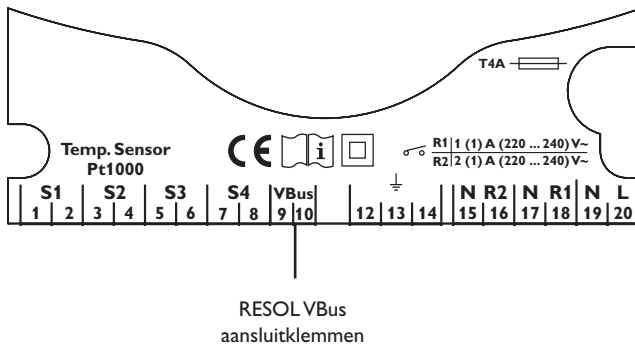 T4A
Temp. Sensor
Pt1000
CE i
R1 1 (1) A (220 ... 240) V~
R2 2 (1) A (220 ... 240) V~
S1 S2 S3 S4 VBus N R2 N R1 N L
1 2 3 4 5 6 7 8 9 10 12 13 14 15 16 17 18 19 20
RESOL VBus
aansluitklemmen